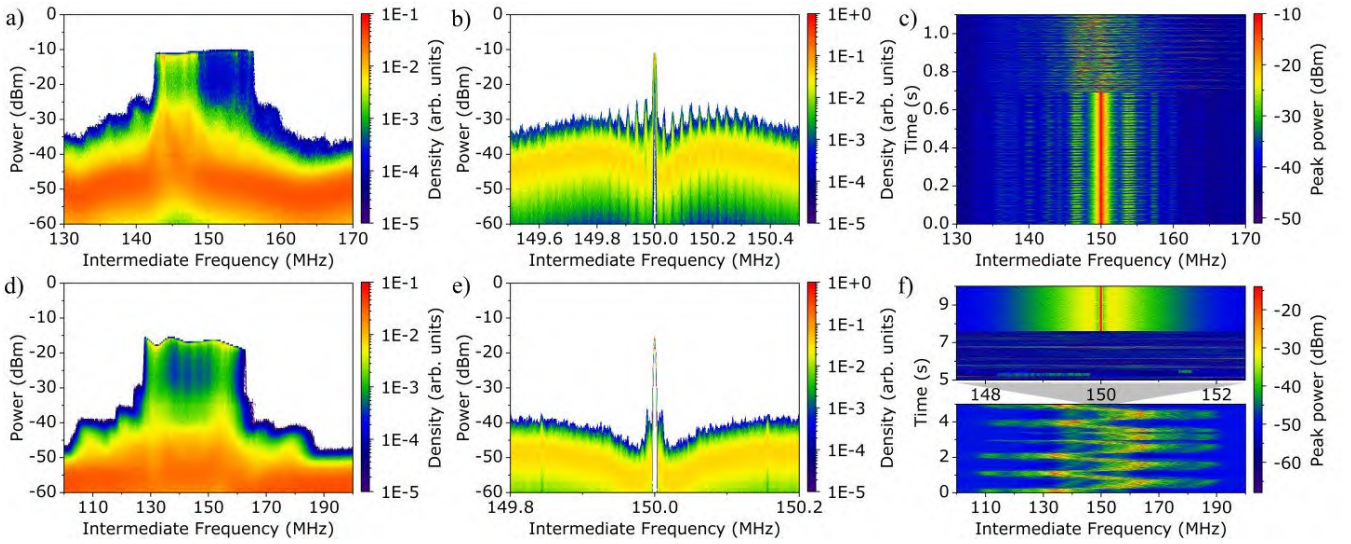 a)
Power (dBm)
0
-10
-20
-30
-40
-50
-60
130 140 150 160 170
Intermediate Frequency (MHz)
1E-1
1E-2
1E-3
1E-4
1E-5
Density (arb. units)
b)
Power (dBm)
0
-10
-20
-30
-40
-50
-60
149.6 149.8 150.0 150.2 150.4
Intermediate Frequency (MHz)
1E+0
1E-1
1E-2
1E-3
1E-4
1E-5
Density (arb. units)
c)
Time (s)
1.0
0.8
0.6
0.4
0.2
0.0
130 140 150 160 170
Intermediate Frequency (MHz)
-10
-20
-30
-40
-50
Peak power (dBm)
d)
Power (dBm)
0
-10
-20
-30
-40
-50
-60
110 130 150 170 190
Intermediate Frequency (MHz)
1E-1
1E-2
1E-3
1E-4
1E-5
Density (arb. units)
e)
Power (dBm)
0
-10
-20
-30
-40
-50
-60
149.8 150.0 150.2
Intermediate Frequency (MHz)
1E+0
1E-1
1E-2
1E-3
1E-4
1E-5
Density (arb. units)
f)
Time (s)
9
7
5
148 150 152
4
2
0
110 130 150 170 190
Intermediate Frequency (MHz)
-20
-30
-40
-50
-60
Peak power (dBm)